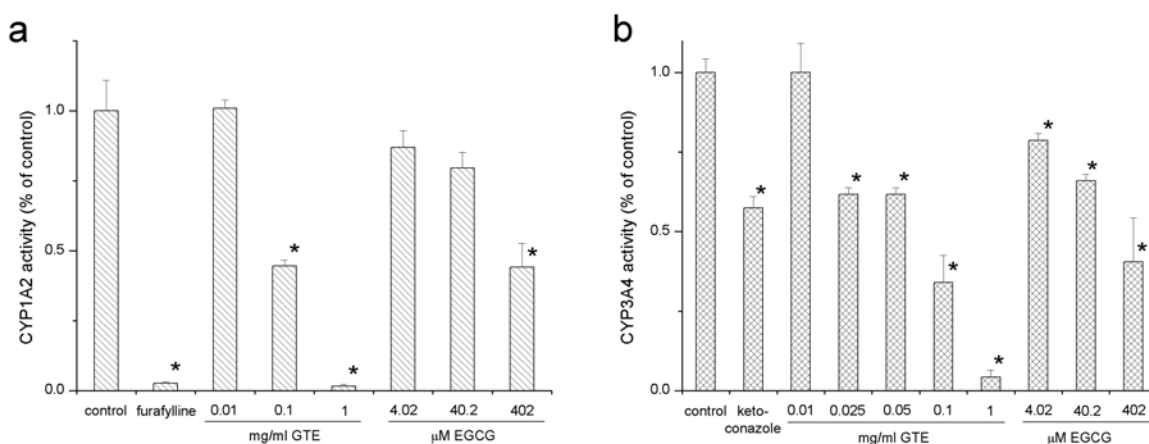 a
CYP1A2 activity (% of control)
1.0
0.5
0.0
*
*
*
*
control furafylline 0.01 0.1 1 4.02 40.2 402
mg/ml GTE μM EGCG
b
CYP3A4 activity (% of control)
1.0
0.5
0.0
*
*
*
*
*
*
*
*
control keto-conazole 0.01 0.025 0.05 0.1 1 4.02 40.2 402
mg/ml GTE μM EGCG